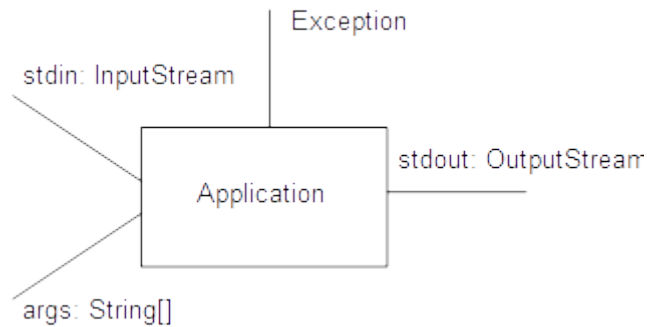 Exception
stdin: InputStream
stdout: OutputStream
Application
args: String[]